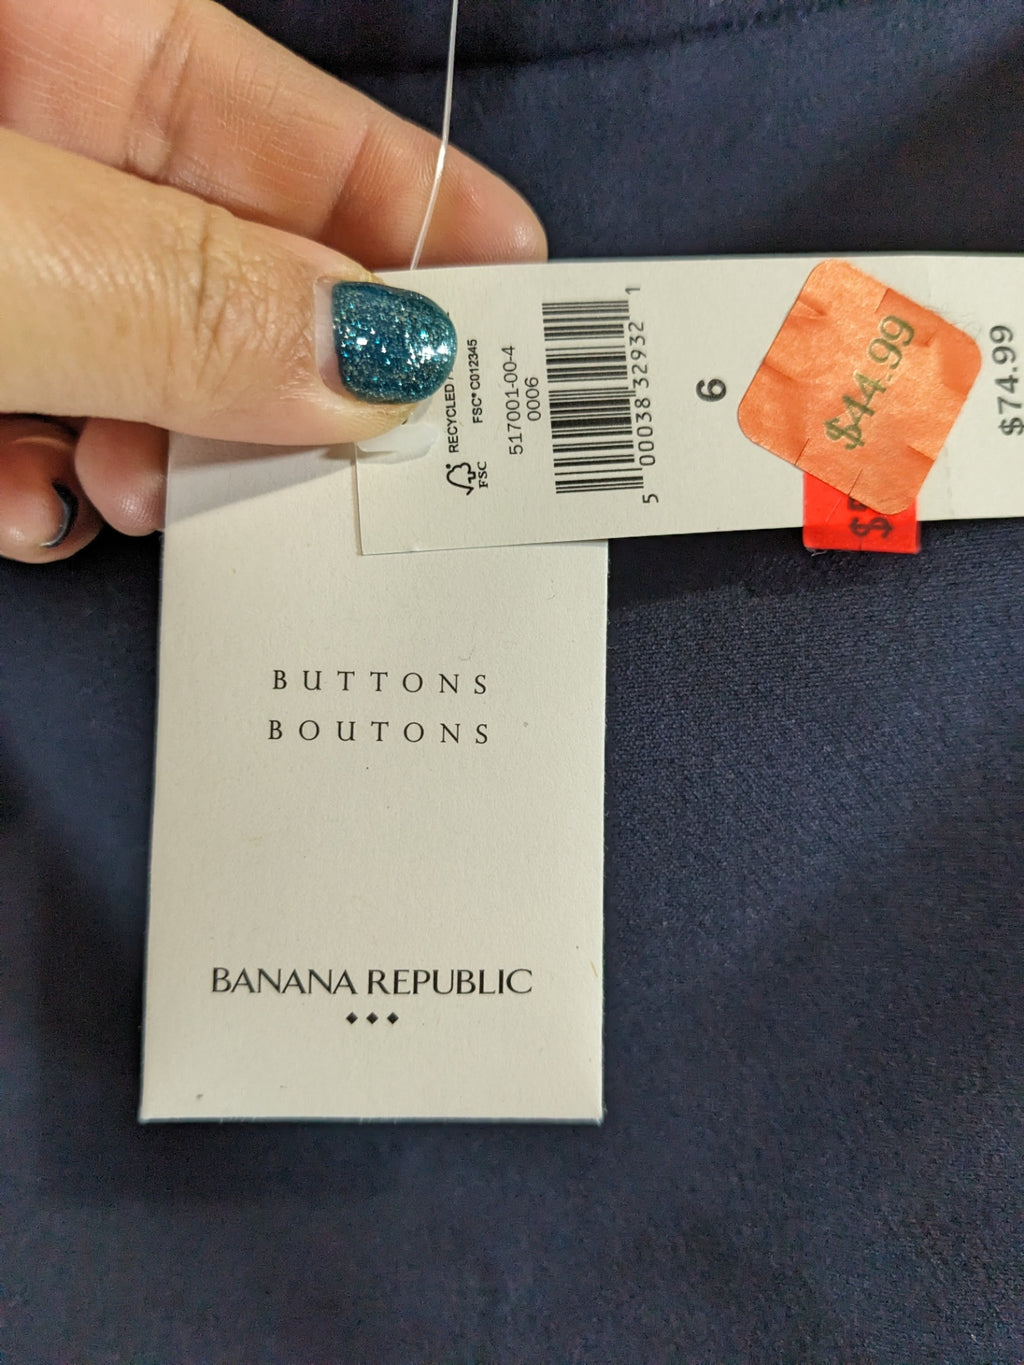 RECYCLED
FSC® C012345
FSC
517001-00-4
0006
5 00038 32932 1
6
$44.99
$
$74.99
BUTTONS
BOUTONS
BANANA REPUBLIC